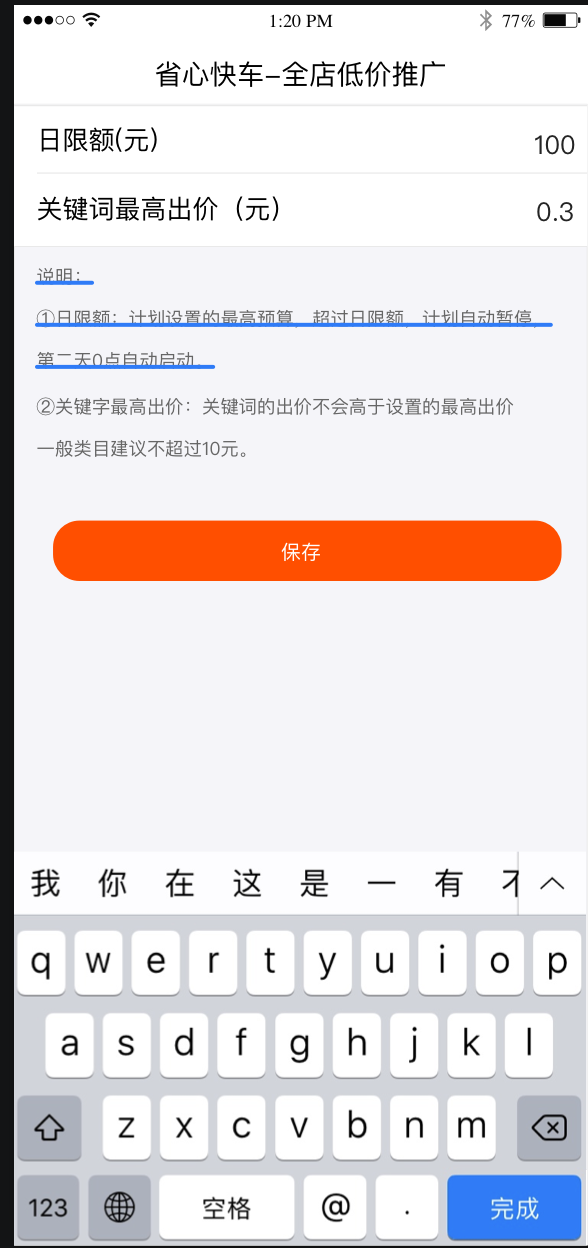 1:20 PM 77%
省心快车-全店低价推广
日限额(元) 100
关键词最高出价（元） 0.3
说明：
①日限额：计划设置的最高预算，超过日限额，计划自动暂停，
第二天0点自动启动。
②关键字最高出价：关键词的出价不会高于设置的最高出价
一般类目建议不超过10元。
保存
我 你 在 这 是 一 有
q w e r t y u i o p
a s d f g h j k l
z x c v b n m
123 空格 @ . 完成